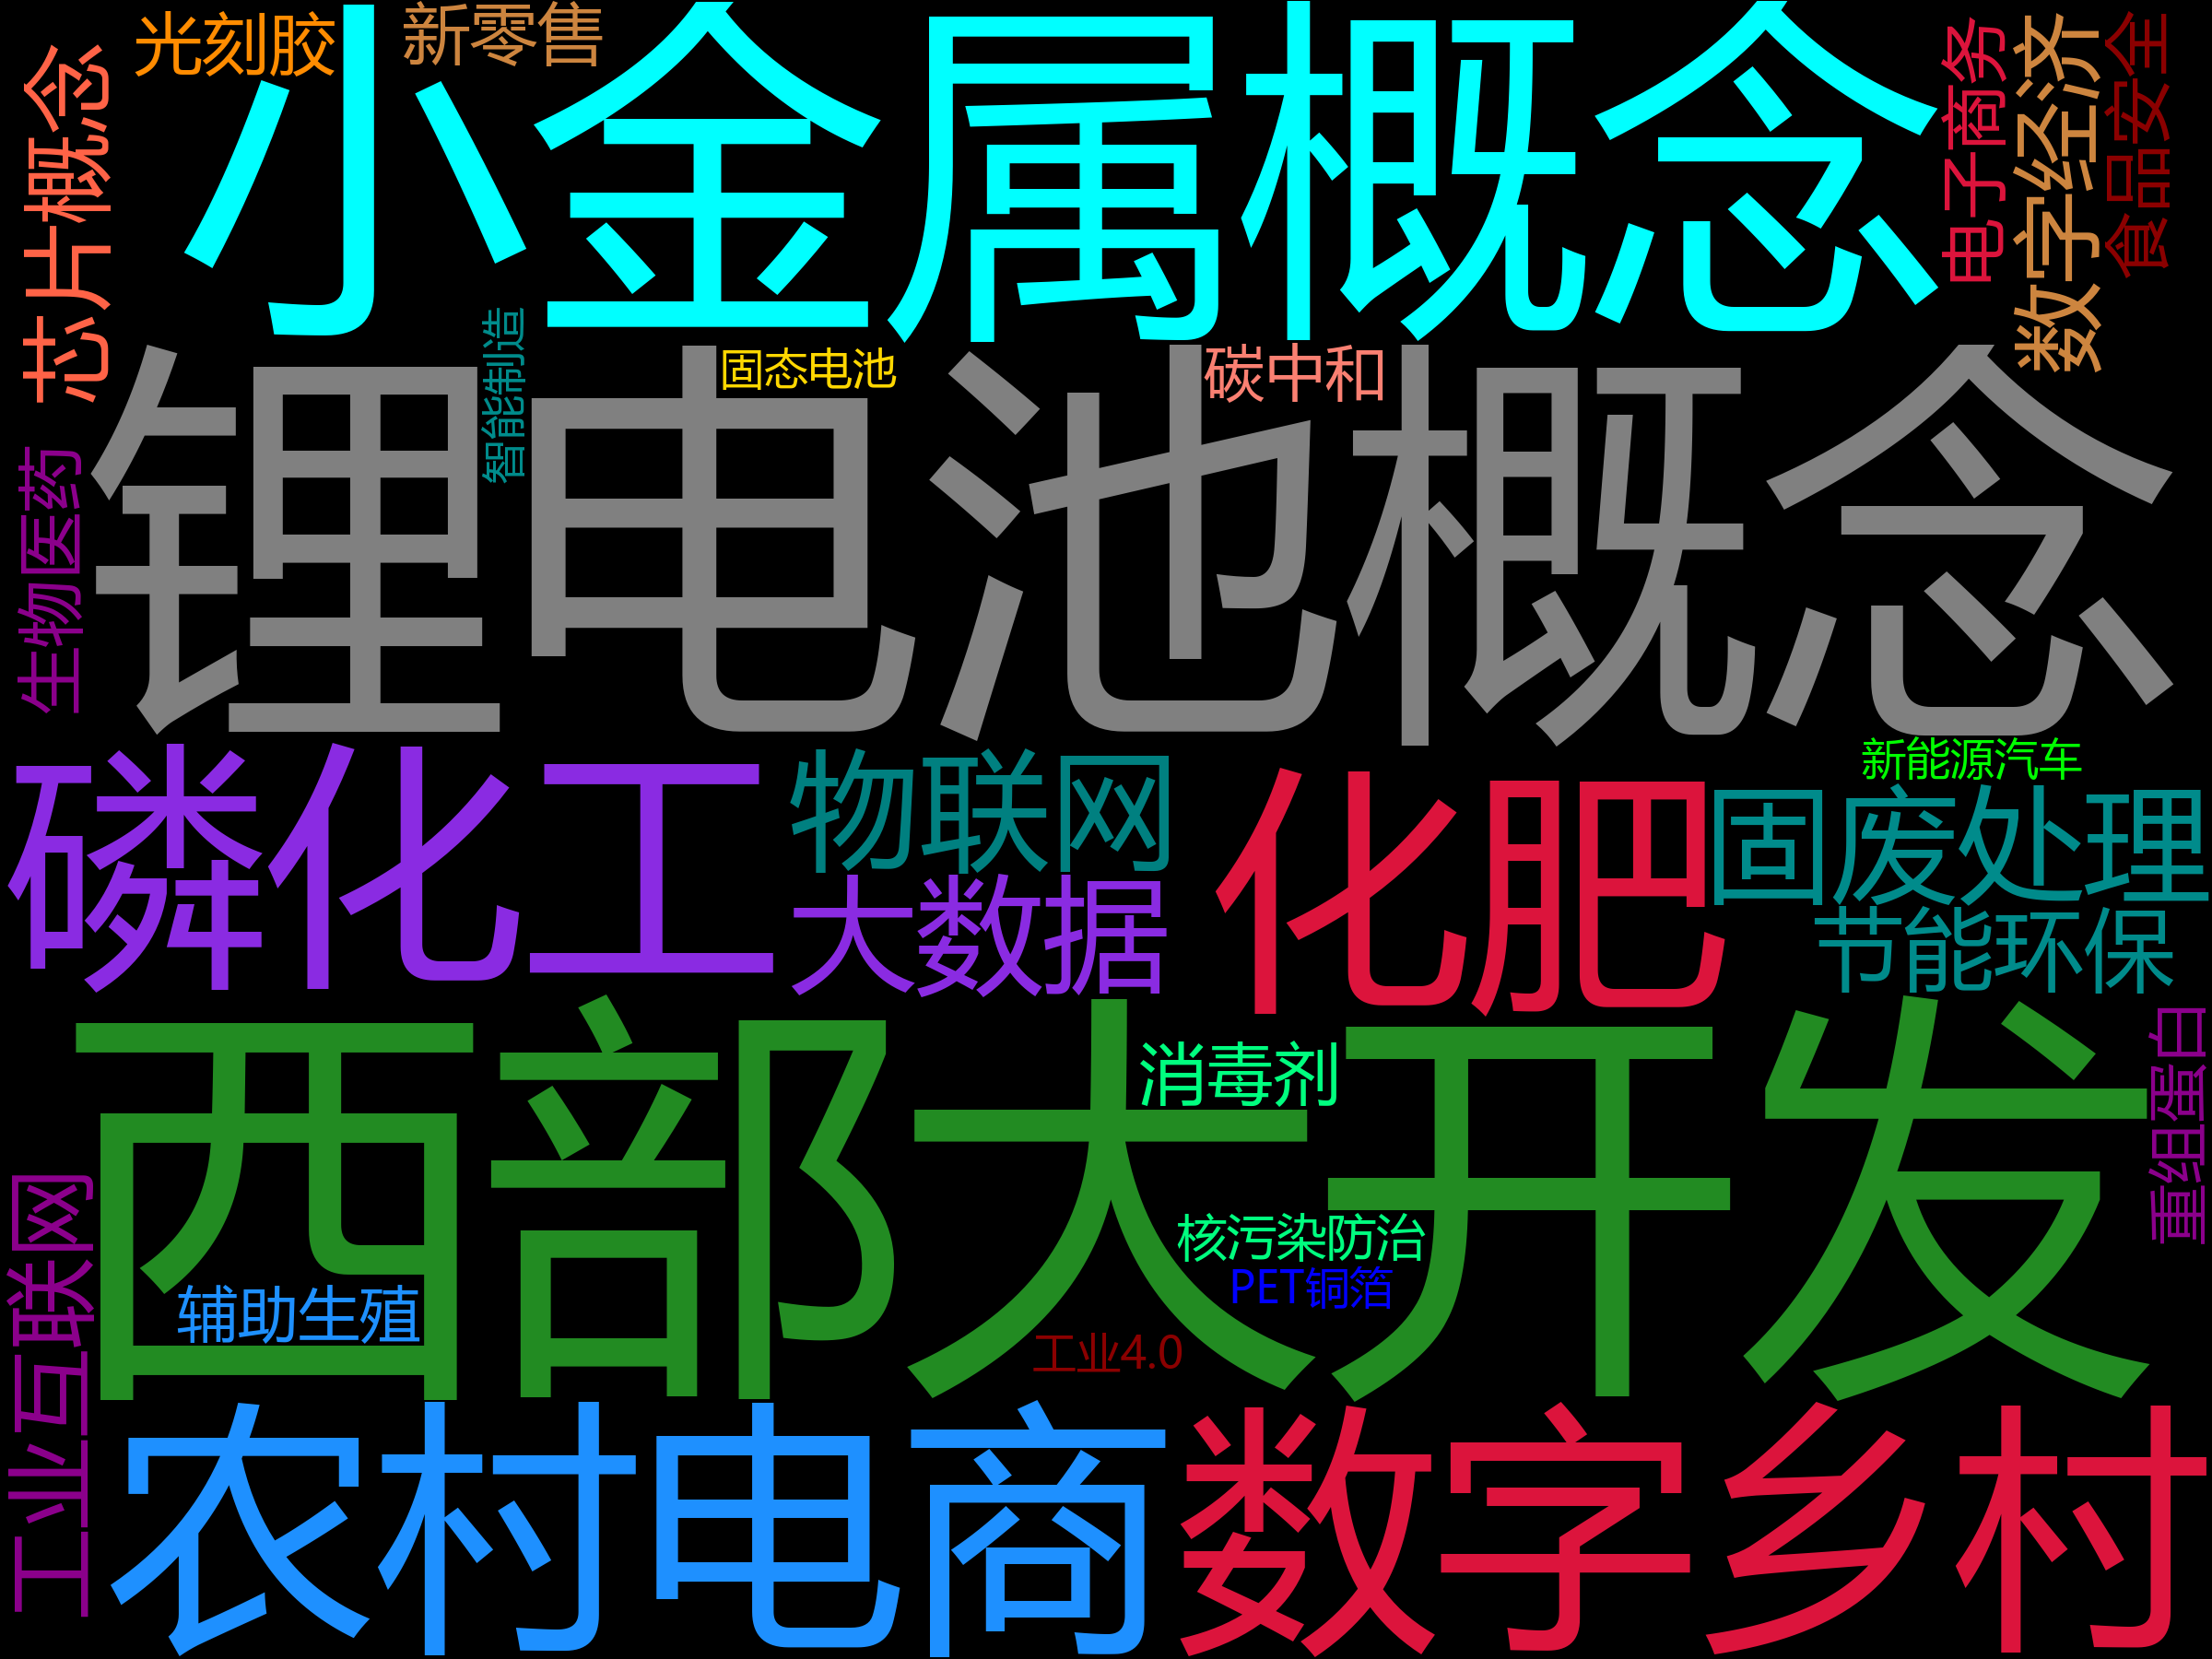 光刻胶
新零售
芯片概念
小金属概念
电子商务
数字经济
食品安全
智能制造
固态电池
碳中和
锂电池概念
生物医药
新能源汽车
磷化工
物联网
大数据
化肥
固废处理
节能环保
西部大开发
消毒剂
重组蛋白
核污染防治
PET铜箔
辅助生殖
工业4.0
工业互联网
农村电商
数字乡村